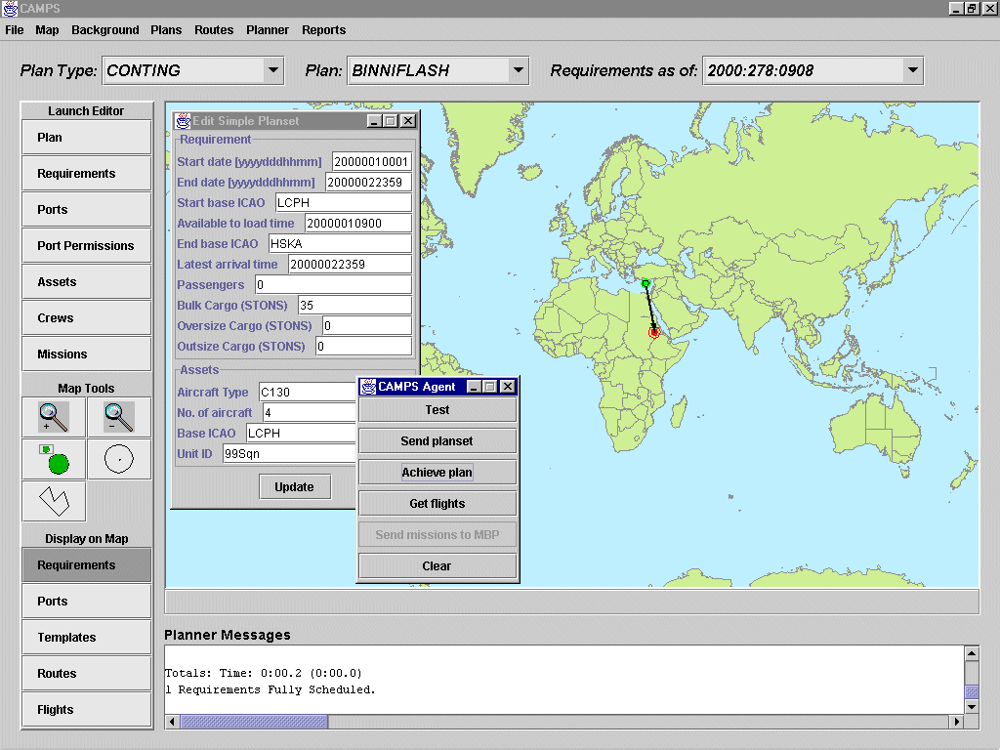 CAMPS
File Map Background Plans Routes Planner Reports
Plan Type: CONTING Plan: BINNIFLASH Requirements as of: 2000:278:0908
Launch Editor
Plan
Requirements
Ports
Port Permissions
Assets
Crews
Missions
Map Tools
+
-
Display on Map
Requirements
Ports
Templates
Routes
Flights
Edit Simple Planset
Requirement
Start date [yyyydddhhmm] 20000010001
End date [yyyydddhhmm] 20000022359
Start base ICAO LCPH
Available to load time 20000010900
End base ICAO HSKA
Latest arrival time 20000022359
Passengers 0
Bulk Cargo (STONS) 35
Oversize Cargo (STONS) 0
Outsize Cargo (STONS) 0
Assets
Aircraft Type C130
No. of aircraft 4
Base ICAO LCPH
Unit ID 99Sqn
Update
CAMPS Agent
Test
Send planset
Achieve plan
Get flights
Send missions to MBP
Clear
Planner Messages
Totals: Time: 0:00.2 (0:00.0)
1 Requirements Fully Scheduled.